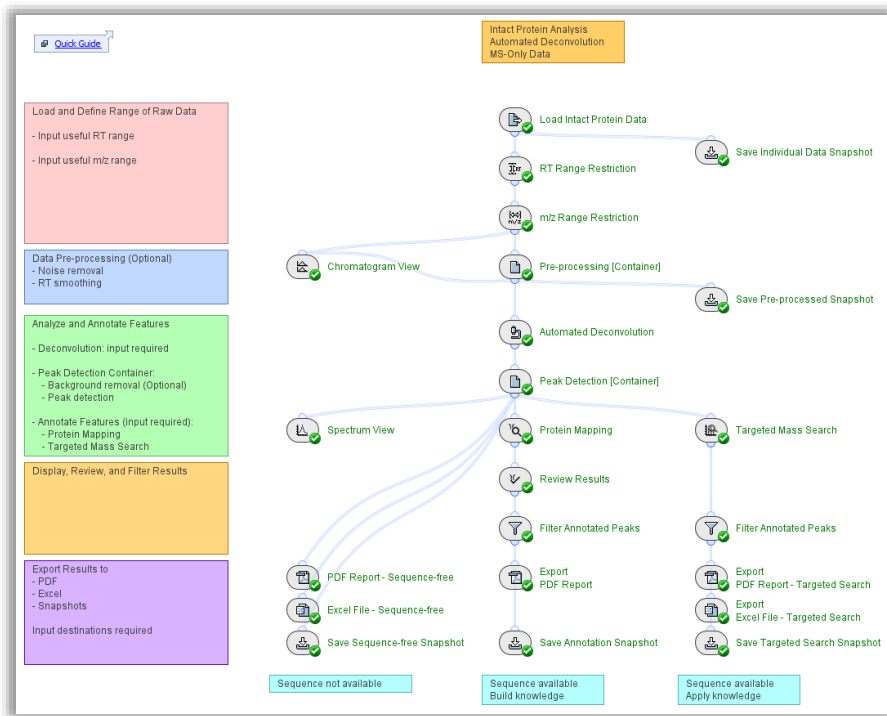 Quick Guide
Intact Protein Analysis
Automated Deconvolution
MS-Only Data
Load and Define Range of Raw Data
- Input useful RT range
- Input useful m/z range
Load Intact Protein Data
Save Individual Data Snapshot
RT Range Restriction
m/z Range Restriction
Data Pre-processing (Optional)
- Noise removal
- RT smoothing
Chromatogram View
Pre-processing [Container]
Save Pre-processed Snapshot
Analyze and Annotate Features
- Deconvolution: input required
- Peak Detection Container:
- Background removal (Optional)
- Peak detection
- Annotate Features (input required):
- Protein Mapping
- Targeted Mass Search
Automated Deconvolution
Peak Detection [Container]
Spectrum View
Protein Mapping
Targeted Mass Search
Display, Review, and Filter Results
Review Results
Filter Annotated Peaks
Filter Annotated Peaks
Export Results to
- PDF
- Excel
- Snapshots
Input destinations required
PDF Report - Sequence-free
Export
PDF Report
Export
PDF Report - Targeted Search
Excel File - Sequence-free
Export
Excel File - Targeted Search
Save Sequence-free Snapshot
Save Annotation Snapshot
Save Targeted Search Snapshot
Sequence not available
Sequence available
Build knowledge
Sequence available
Apply knowledge